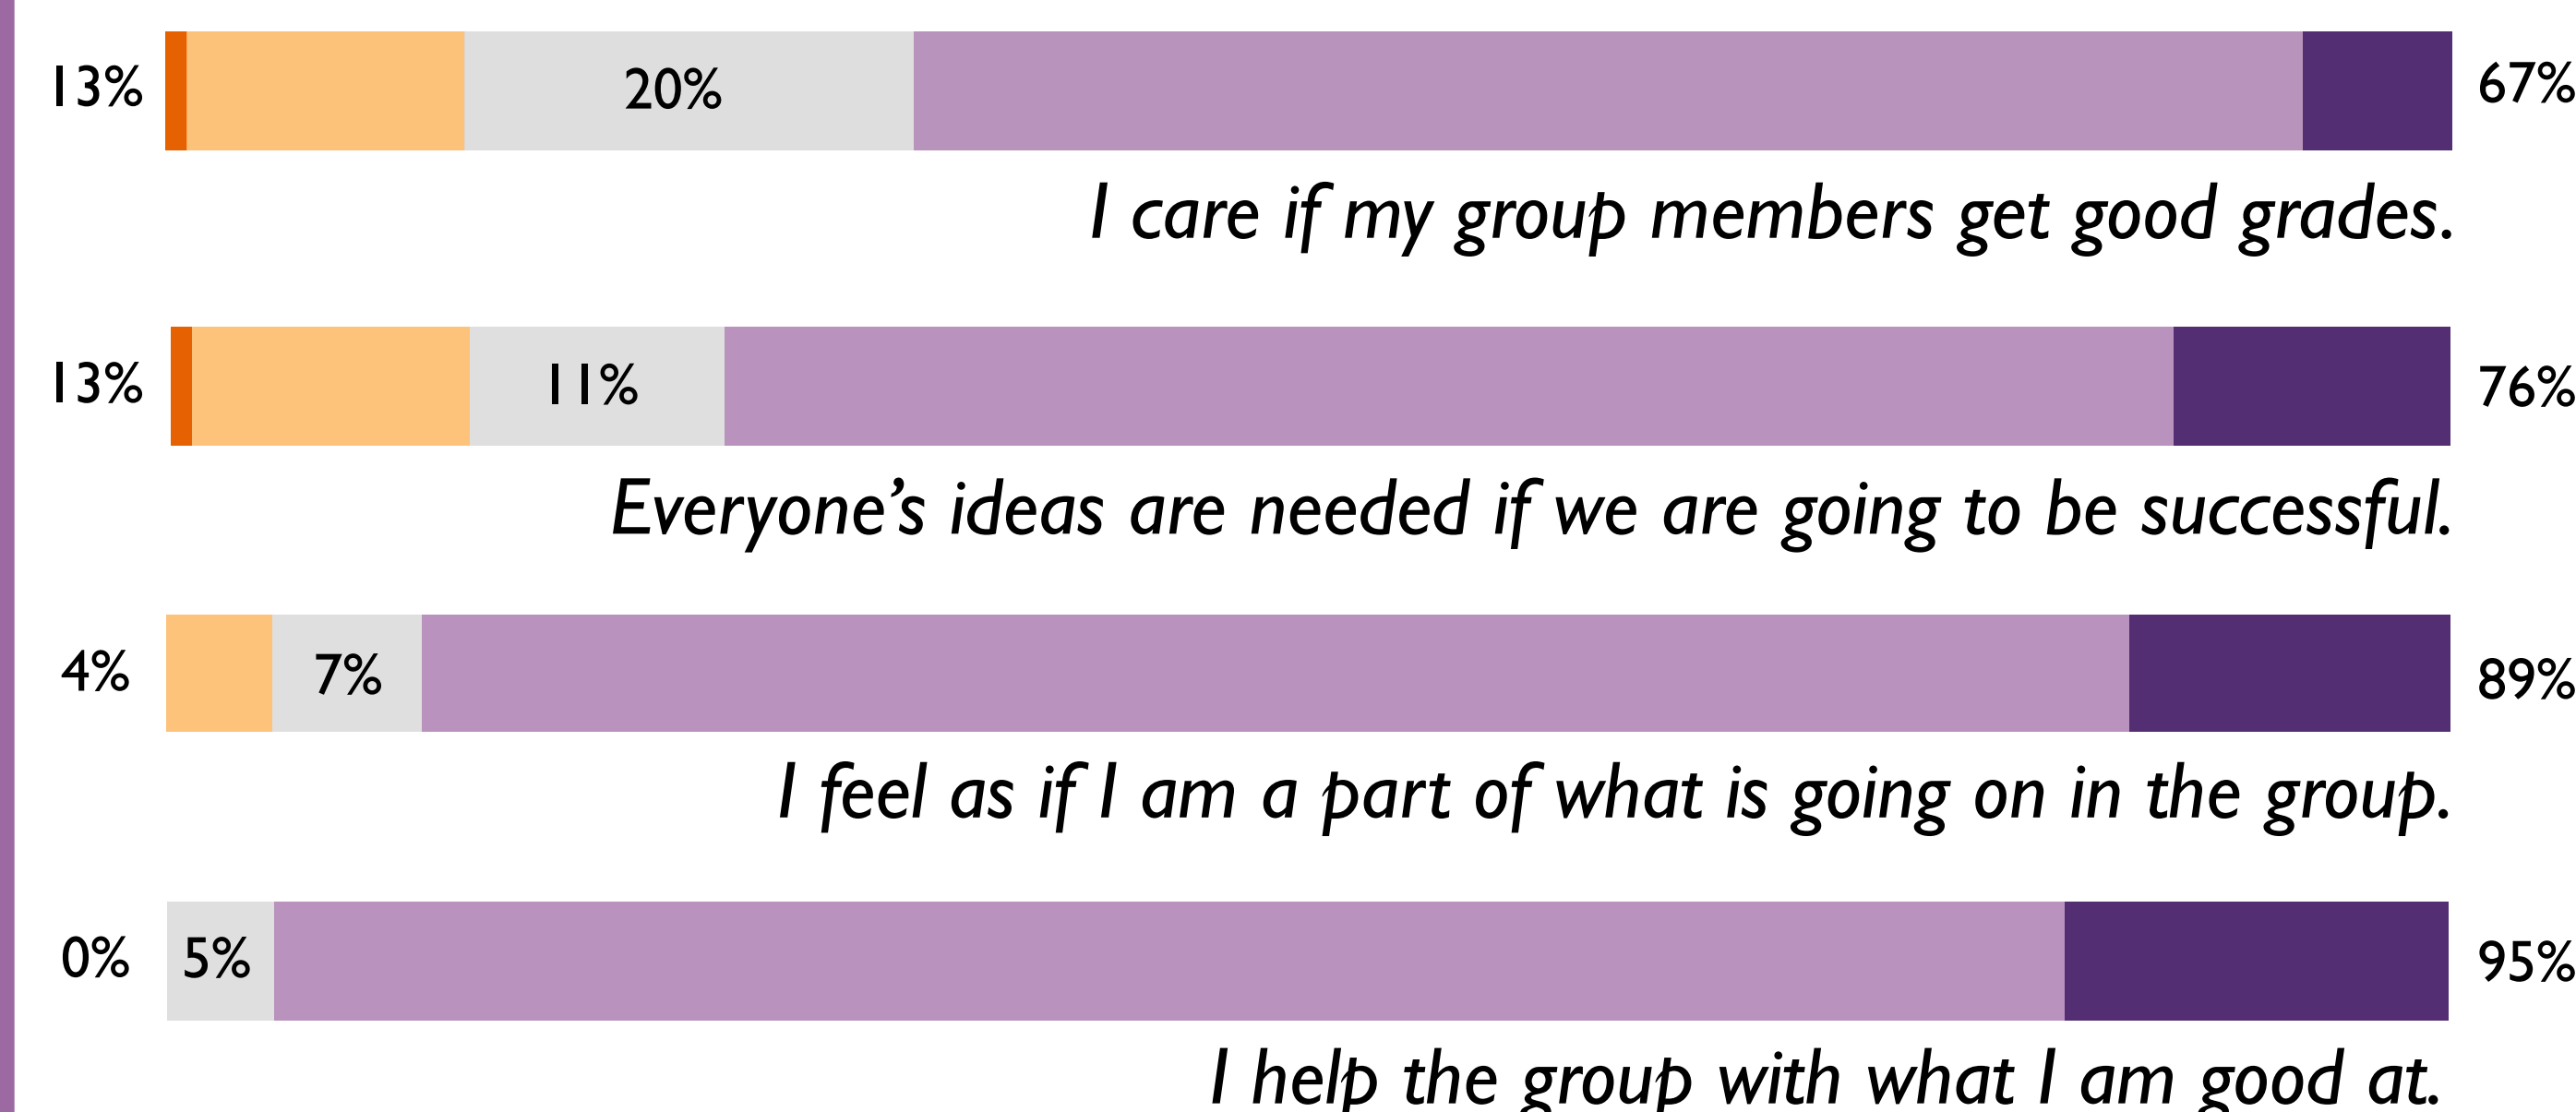 13% 20% 67%
I care if my group members get good grades.
13% 11% 76%
Everyone’s ideas are needed if we are going to be successful.
4% 7% 89%
I feel as if I am a part of what is going on in the group.
0% 5% 95%
I help the group with what I am good at.